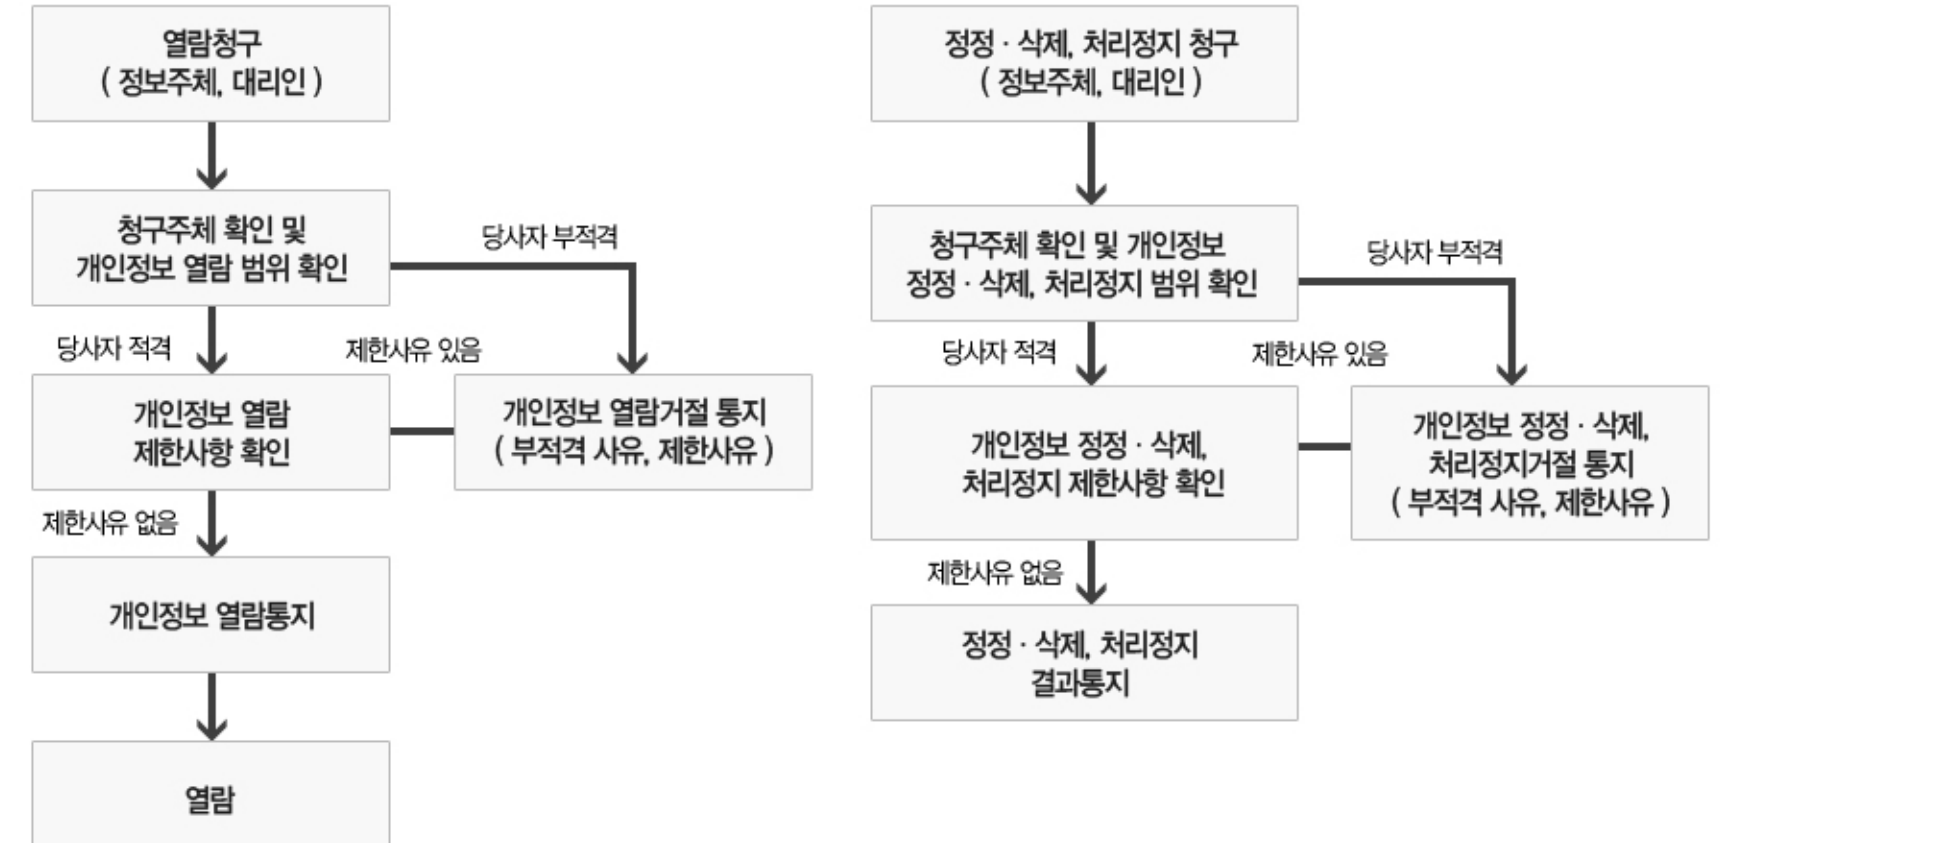 열람청구
( 정보주체, 대리인 )
청구주체 확인 및
개인정보 열람 범위 확인
당사자 부적격
당사자 적격
제한사유 있음
개인정보 열람
제한사항 확인
개인정보 열람거절 통지
( 부적격 사유, 제한사유 )
제한사유 없음
개인정보 열람통지
열람
정정 · 삭제, 처리정지 청구
( 정보주체, 대리인 )
청구주체 확인 및 개인정보
정정 · 삭제, 처리정지 범위 확인
당사자 부적격
당사자 적격
제한사유 있음
개인정보 정정 · 삭제,
처리정지 제한사항 확인
개인정보 정정 · 삭제,
처리정지거절 통지
( 부적격 사유, 제한사유 )
제한사유 없음
정정 · 삭제, 처리정지
결과통지